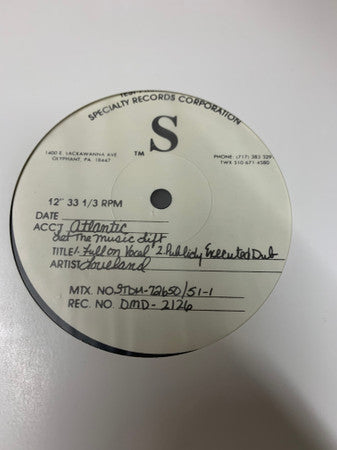 SPECIALTY RECORDS CORPORATION
S
TM
1400 E. LACKAWANNA AVE
OLYPHANT, PA. 18447
PHONE: (717) 383 329
TWX 510 671 4580
12" 33 1/3 RPM
DATE
ACCT Atlantic
Let The Music Lift
TITLE 1. Full on Vocal 2. Publicly Executed Dub
ARTIST Loveland
MTX. NO. STDM-72650/51-1
REC. NO. DMD-2126